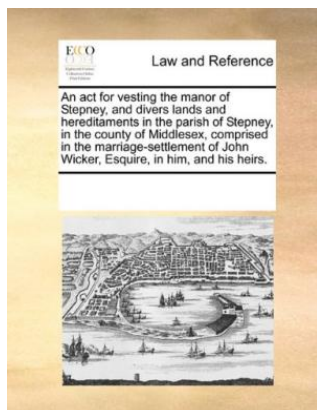 ECCO
Law and Reference
An act for vesting the manor of
Stepney, and divers lands and
hereditaments in the parish of Stepney,
in the county of Middlesex, comprised
in the marriage-settlement of John
Wicker, Esquire, in him, and his heirs.